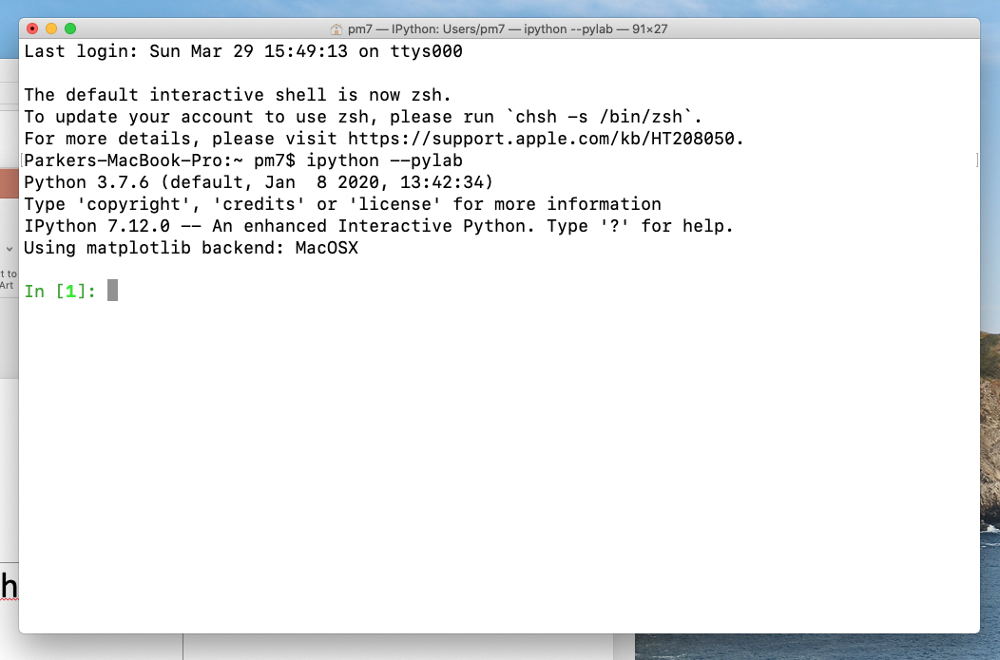 pm7 — IPython: Users/pm7 — ipython --pylab — 91×27
Last login: Sun Mar 29 15:49:13 on ttys000
The default interactive shell is now zsh.
To update your account to use zsh, please run `chsh -s /bin/zsh`.
For more details, please visit https://support.apple.com/kb/HT208050.
[Parkers-MacBook-Pro:~ pm7$ ipython --pylab ]
Python 3.7.6 (default, Jan  8 2020, 13:42:34)
Type 'copyright', 'credits' or 'license' for more information
IPython 7.12.0 -- An enhanced Interactive Python. Type '?' for help.
Using matplotlib backend: MacOSX
t to
Art
In [1]:
h